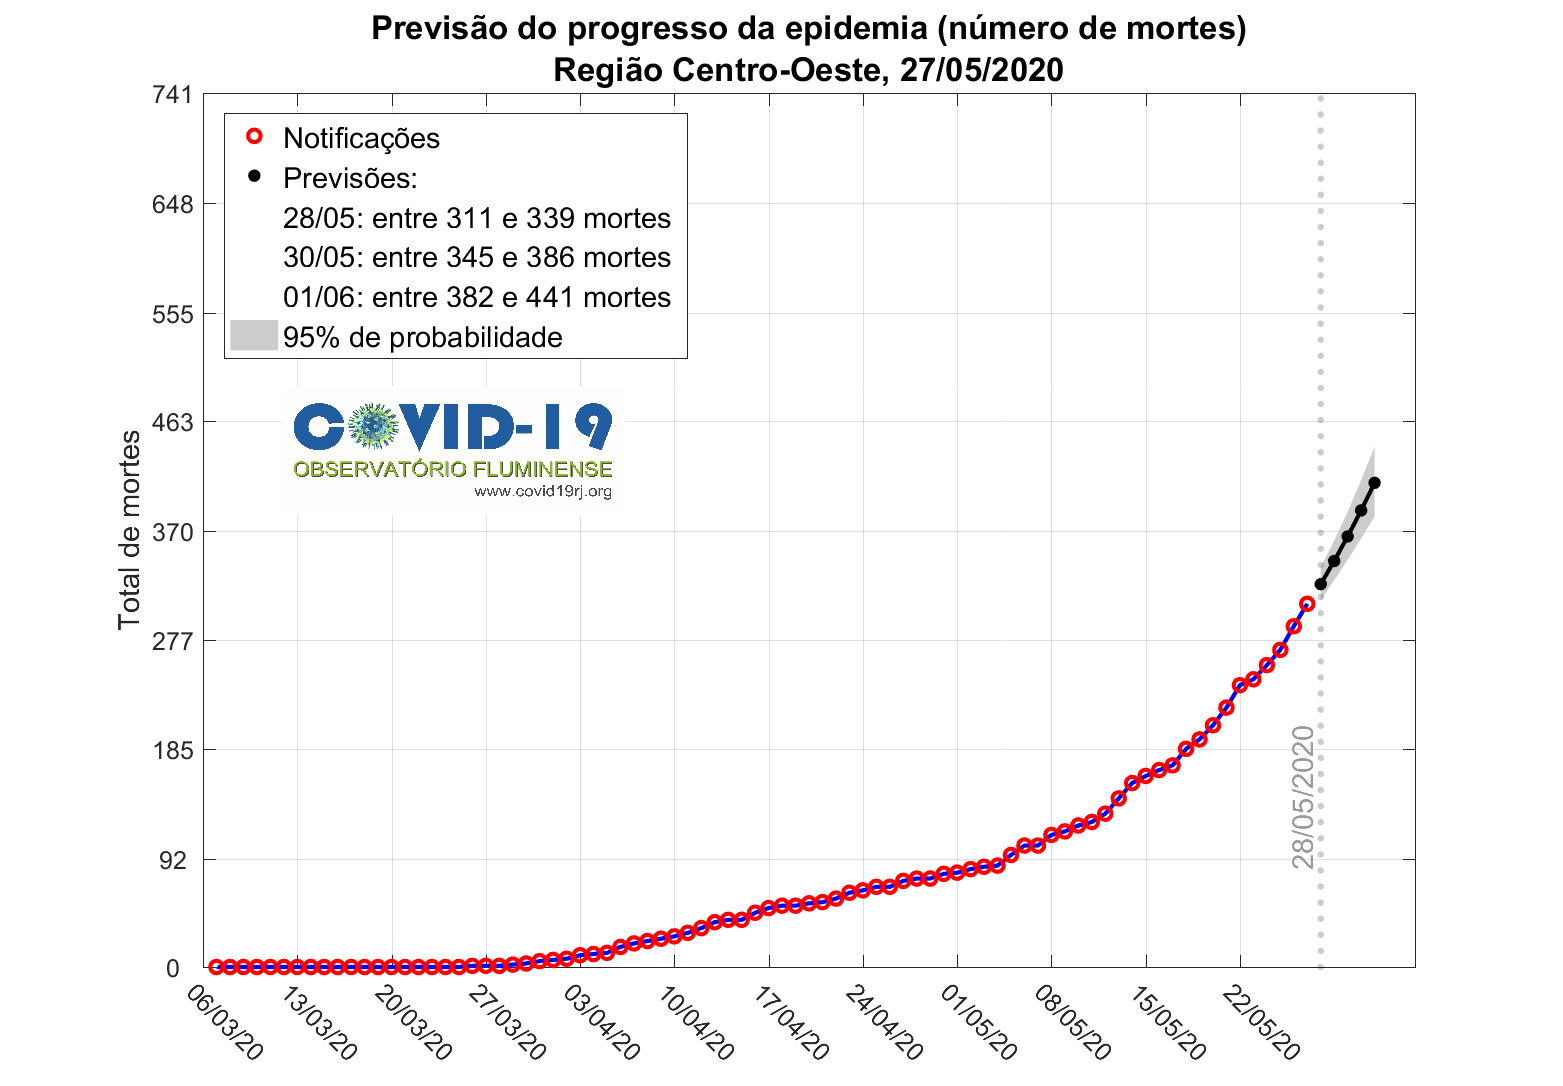 Previsão do progresso da epidemia (número de mortes)
Região Centro-Oeste, 27/05/2020
741
648
555
463
370
277
185
92
0
Total de mortes
Notificações
Previsões:
28/05: entre 311 e 339 mortes
30/05: entre 345 e 386 mortes
01/06: entre 382 e 441 mortes
95% de probabilidade
COVID-19
OBSERVATÓRIO FLUMINENSE
www.covid19rj.org
28/05/2020
06/03/20
13/03/20
20/03/20
27/03/20
03/04/20
10/04/20
17/04/20
24/04/20
01/05/20
08/05/20
15/05/20
22/05/20